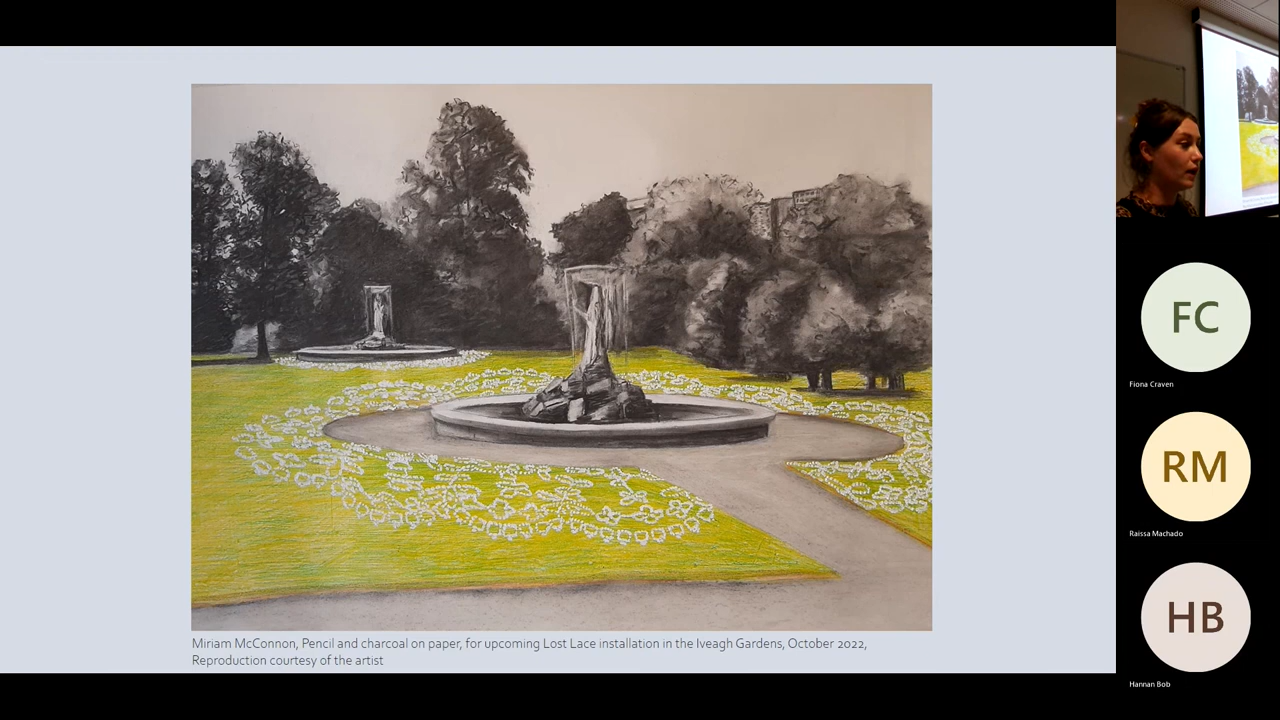 Miriam McConnon, Pencil and charcoal on paper, for upcoming Lost Lace installation in the Iveagh Gardens, October 2022,
Reproduction courtesy of the artist
FC
Fiona Craven
RM
Raissa Machado
HB
Hannan Bob